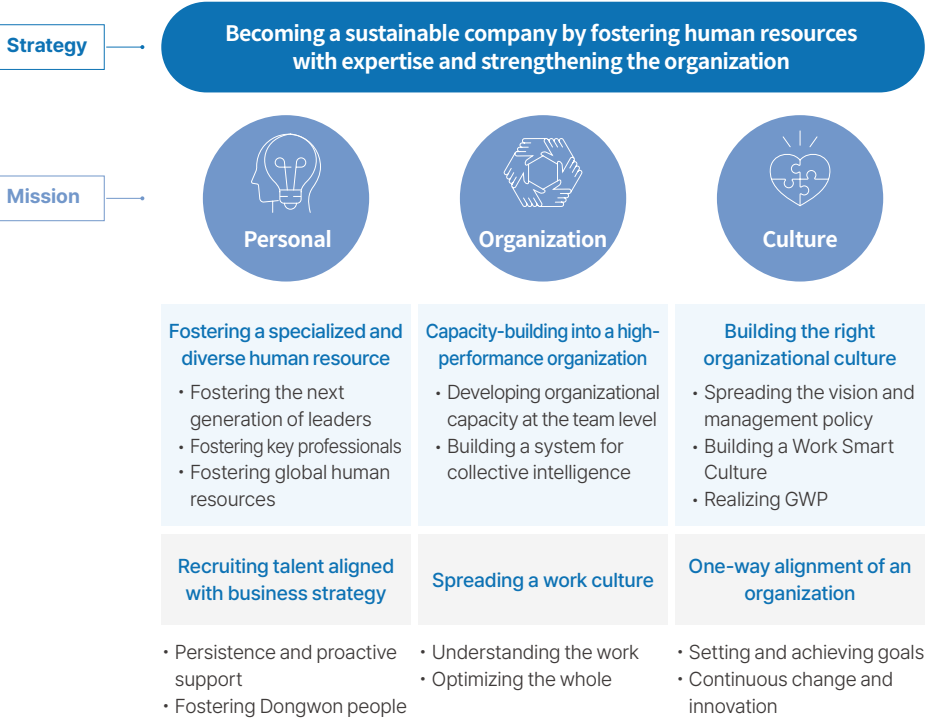 Strategy
Becoming a sustainable company by fostering human resources
with expertise and strengthening the organization
Mission
Personal
Organization
Culture
Fostering a specialized and
diverse human resource
• Fostering the next
generation of leaders
• Fostering key professionals
• Fostering global human
resources
Capacity-building into a high-
performance organization
• Developing organizational
capacity at the team level
• Building a system for
collective intelligence
Building the right
organizational culture
• Spreading the vision and
management policy
• Building a Work Smart
Culture
• Realizing GWP
Recruiting talent aligned
with business strategy
Spreading a work culture
One-way alignment of an
organization
• Persistence and proactive
support
• Fostering Dongwon people
• Understanding the work
• Optimizing the whole
• Setting and achieving goals
• Continuous change and
innovation